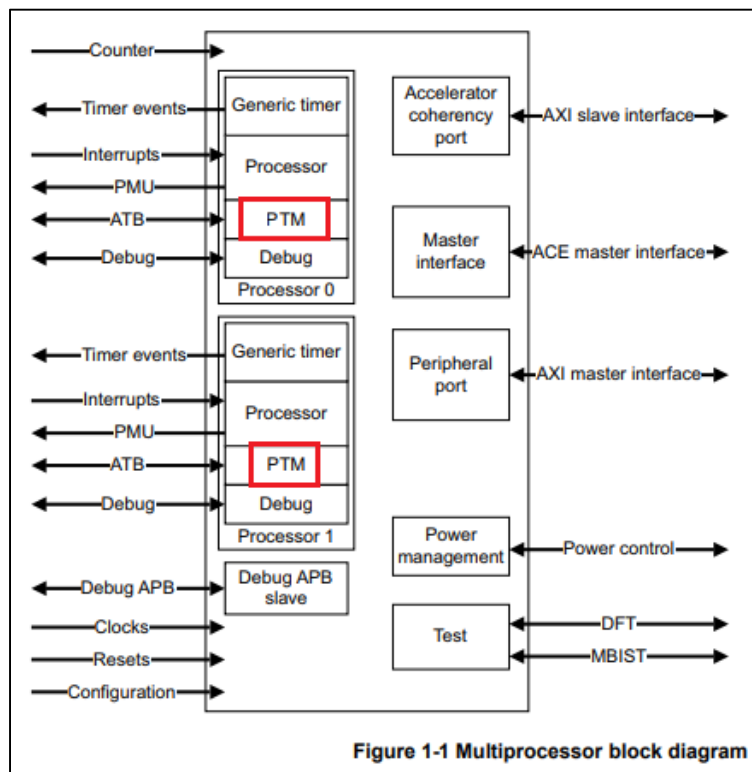 Counter
Timer events
Interrupts
PMU
ATB
Debug
Generic timer
Processor
PTM
Debug
Processor 0
Timer events
Interrupts
PMU
ATB
Debug
Generic timer
Processor
PTM
Debug
Processor 1
Debug APB
Debug APB
slave
Clocks
Resets
Configuration
Accelerator
coherency
port
AXI slave interface
Master
interface
ACE master interface
Peripheral
port
AXI master interface
Power
management
Power control
Test
DFT
MBIST
Figure 1-1 Multiprocessor block diagram